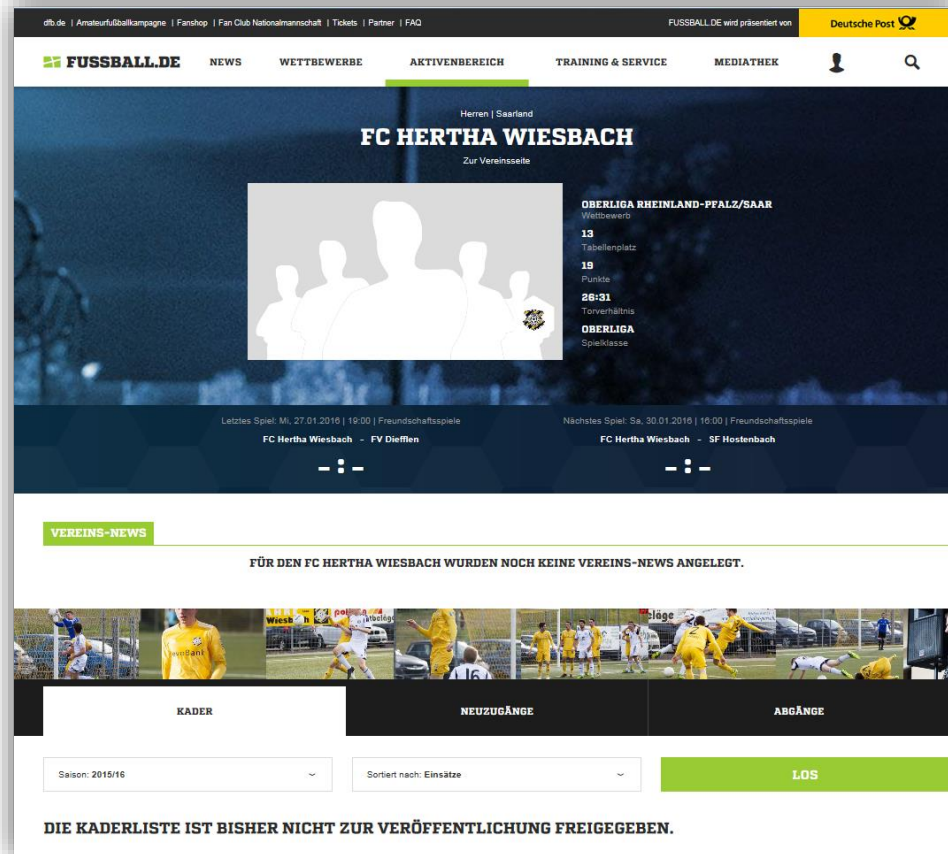 dfb.de | Amateurfußballkampagne | Fanshop | Fan Club Nationalmannschaft | Tickets | Partner | FAQ
FUSSBALL.DE wird präsentiert von
Deutsche Post
FUSSBALL.DE NEWS WETTBEWERBE AKTIVENBEREICH TRAINING & SERVICE MEDIATHEK
Herren | Saarland
FC HERTHA WIESBACH
Zur Vereinsseite
OBERLIGA RHEINLAND-PFALZ/SAAR
Wettbewerb
13
Tabellenplatz
19
Punkte
26:31
Torverhältnis
OBERLIGA
Spielklasse
Letztes Spiel: Mi, 27.01.2016 | 19:00 | Freundschaftsspiele
FC Hertha Wiesbach - FV Diefflen
- : -
Nächstes Spiel: Sa, 30.01.2016 | 16:00 | Freundschaftsspiele
FC Hertha Wiesbach - SF Hostenbach
- : -
VEREINS-NEWS
FÜR DEN FC HERTHA WIESBACH WURDEN NOCH KEINE VEREINS-NEWS ANGELEGT.
16
2
KADER NEUZUGÄNGE ABGÄNGE
Saison: 2015/16 Sortiert nach: Einsätze LOS
DIE KADERLISTE IST BISHER NICHT ZUR VERÖFFENTLICHUNG FREIGEGEBEN.